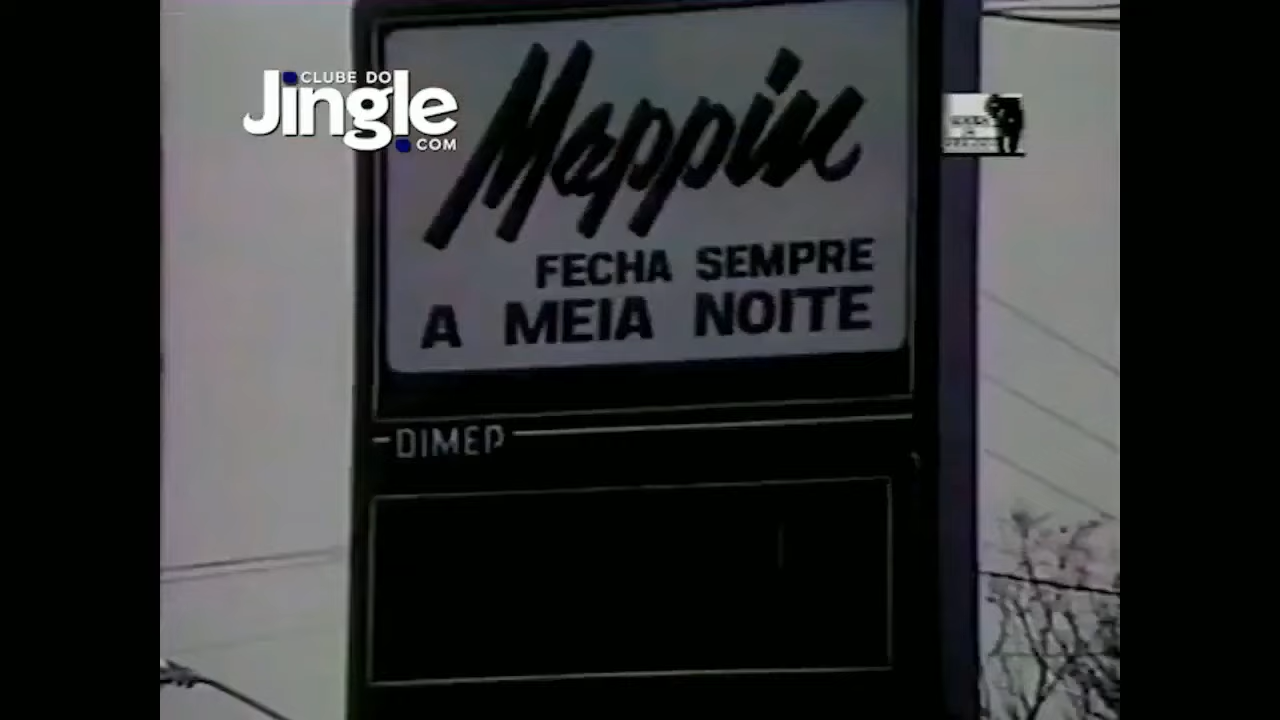 CLUBE DO
Jingle
.COM
Mappin
FECHA SEMPRE
A MEIA NOITE
DIMEP